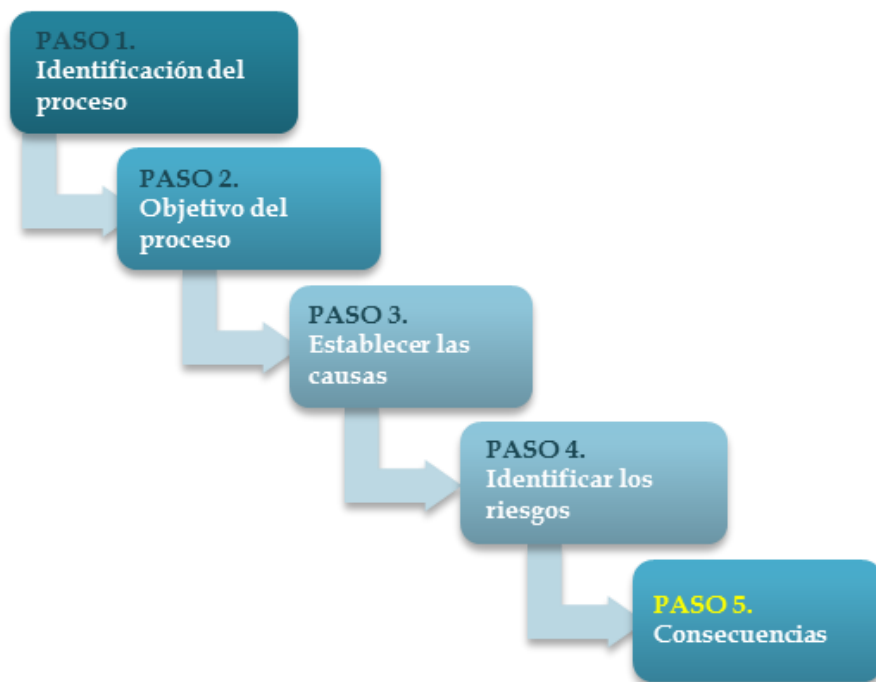 PASO 1.
Identificación del
proceso
PASO 2.
Objetivo del
proceso
PASO 3.
Establecer las
causas
PASO 4.
Identificar los
riesgos
PASO 5.
Consecuencias